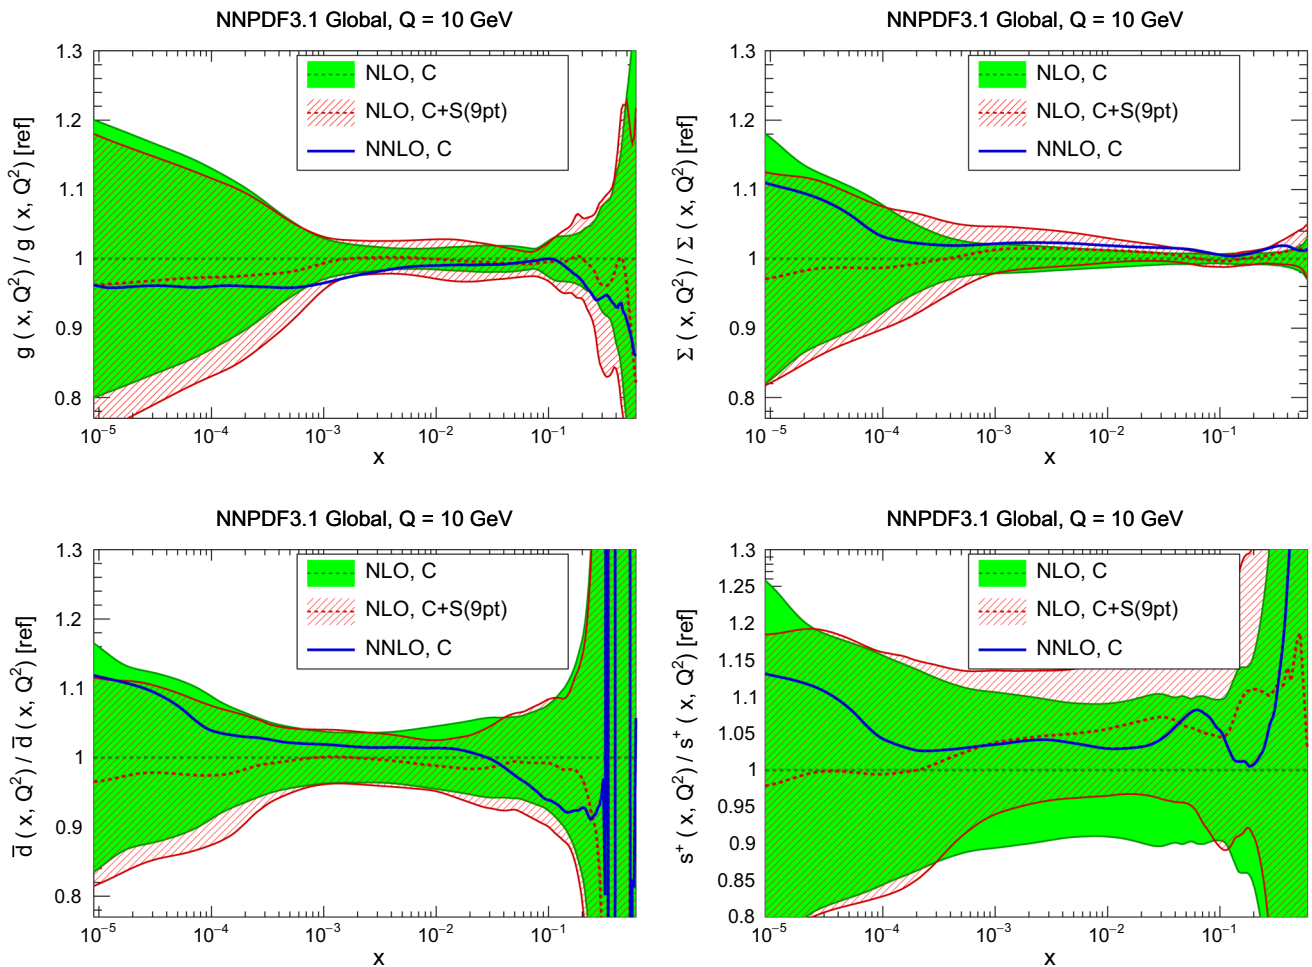 NNPDF3.1 Global, Q = 10 GeV
g ( x, Q²) / g ( x, Q²) [ref]
1.3
1.2
1.1
1
0.9
0.8
NLO, C
NLO, C+S(9pt)
NNLO, C
10⁻⁵ 10⁻⁴ 10⁻³ 10⁻² 10⁻¹
x
NNPDF3.1 Global, Q = 10 GeV
Σ ( x, Q²) / Σ ( x, Q²) [ref]
1.3
1.2
1.1
1
0.9
0.8
NLO, C
NLO, C+S(9pt)
NNLO, C
10⁻⁵ 10⁻⁴ 10⁻³ 10⁻² 10⁻¹
x
NNPDF3.1 Global, Q = 10 GeV
d̅ ( x, Q²) / d̅ ( x, Q²) [ref]
1.3
1.2
1.1
1
0.9
0.8
NLO, C
NLO, C+S(9pt)
NNLO, C
10⁻⁵ 10⁻⁴ 10⁻³ 10⁻² 10⁻¹
x
NNPDF3.1 Global, Q = 10 GeV
s⁺ ( x, Q²) / s⁺ ( x, Q²) [ref]
1.3
1.25
1.2
1.15
1.1
1.05
1
0.95
0.9
0.85
0.8
NLO, C
NLO, C+S(9pt)
NNLO, C
10⁻⁵ 10⁻⁴ 10⁻³ 10⁻² 10⁻¹
x